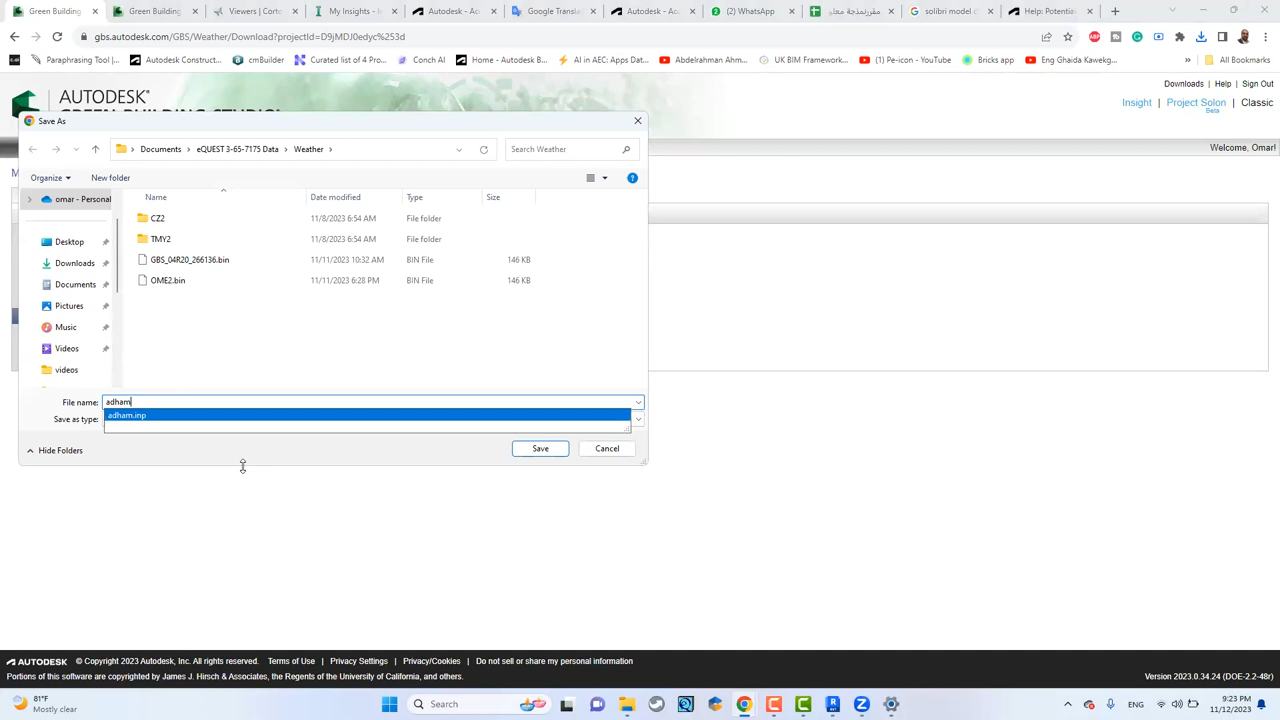 Green Building
Green Building
Viewers | Corte
My Insights - In
Autodesk - Acc
Google Transl
Autodesk - Acc
(2) WhatsApp
solibri model c
Help: Potentia
gbs.autodesk.com/GBS/Weather/Download?projectId=D9jMDJ0edyc%253d
Paraphrasing Tool
Autodesk Construct...
cmBuilder
Curated list of 4 Pro...
Conch AI
Home - Autodesk B...
AI in AEC: Apps Dat...
Abdelrahman Ahm...
UK BIM Framework...
(7) Pe-icon - YouTube
Bricks app
Eng Ghaida Kawekg...
»
All Bookmarks
AUTODESK®
Downloads | Help | Sign Out
Insight | Project Solon | Classic
Beta
Welcome, Omar!
Save As
Documents > eQUEST 3-65-7175 Data > Weather >
Search Weather
Organize
New folder
omar - Personal
Name
Date modified
Type
Size
CZ2 11/8/2023 6:54 AM File folder
TMY2 11/8/2023 6:54 AM File folder
GBS_04R20_266136.bin 11/11/2023 10:32 AM BIN File 146 KB
OME2.bin 11/11/2023 6:28 PM BIN File 146 KB
Desktop
Downloads
Documents
Pictures
Music
Videos
videos
File name: adham
adham.inp
Save as type:
Hide Folders
Save
Cancel
AUTODESK © Copyright 2023 Autodesk, Inc. All rights reserved. Terms of Use | Privacy Settings | Privacy/Cookies | Do not sell or share my personal information
Portions of this software are copyrighted by James J. Hirsch & Associates, the Regents of the University of California, and others.
Version 2023.0.34.24 (DOE-2.2-48r)
81°F
Mostly clear
Search
9:23 PM
11/12/2023